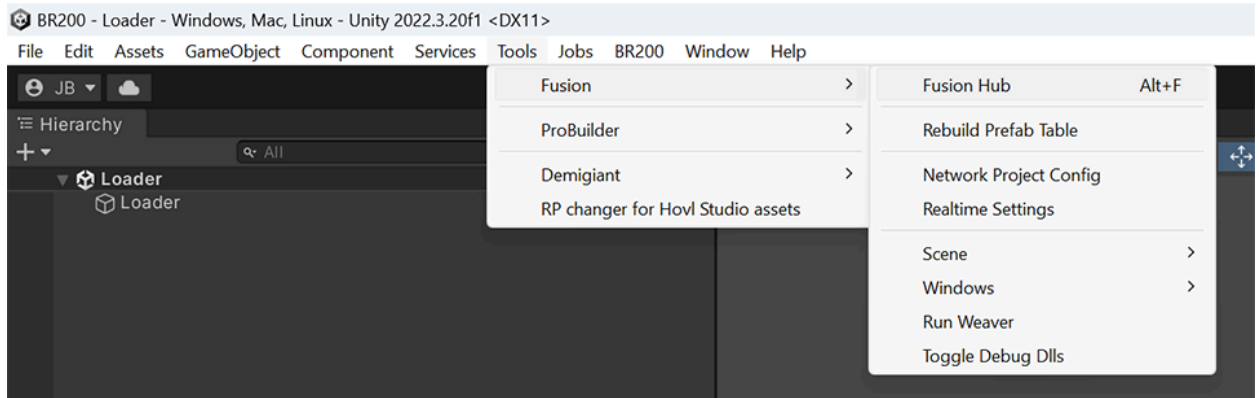 BR200 - Loader - Windows, Mac, Linux - Unity 2022.3.20f1 <DX11>
File Edit Assets GameObject Component Services Tools Jobs BR200 Window Help
JB
Fusion
Fusion Hub Alt+F
Hierarchy
ProBuilder
Rebuild Prefab Table
All
Demigiant
Network Project Config
Loader
RP changer for Hovl Studio assets
Realtime Settings
Loader
Scene
Windows
Run Weaver
Toggle Debug Dlls